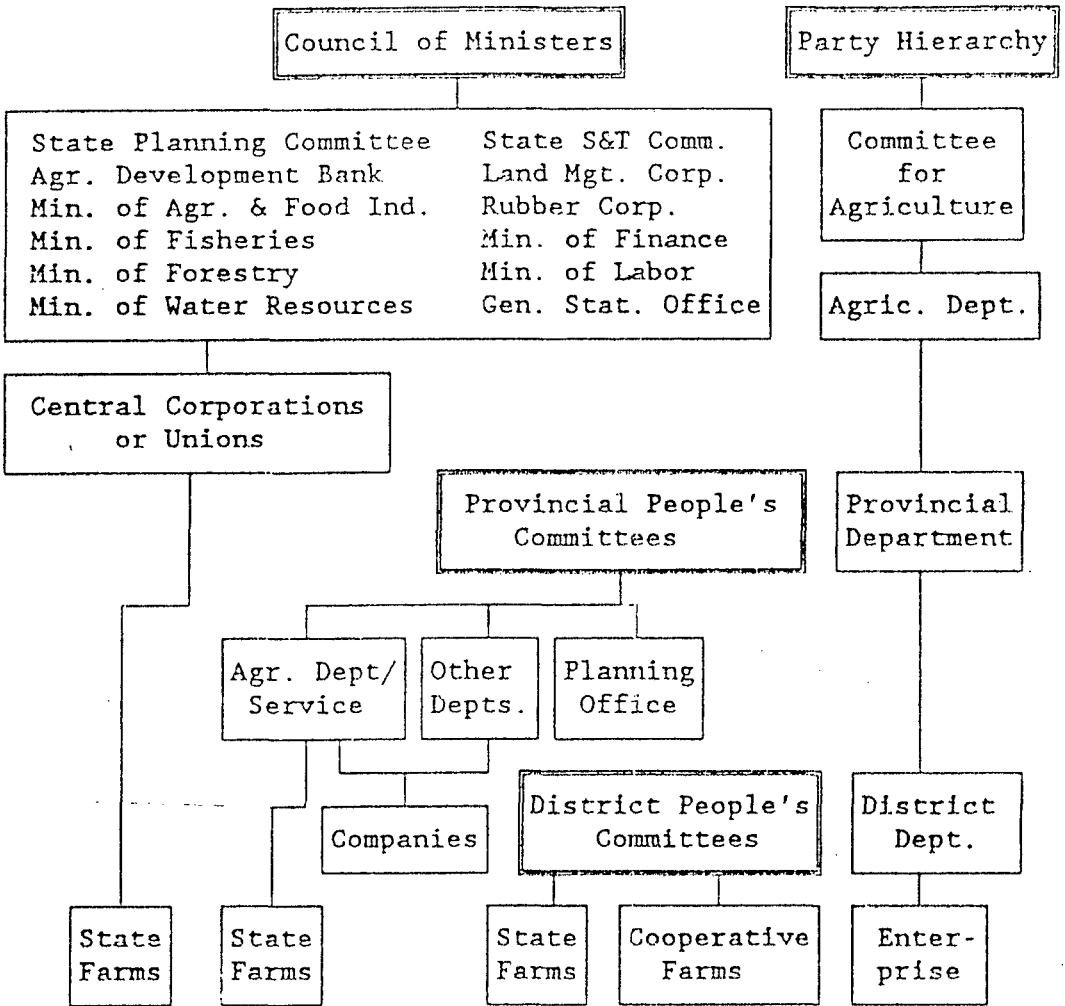 Council of Ministers
Party Hierarchy
State Planning Committee
Agr. Development Bank
Min. of Agr. & Food Ind.
Min. of Fisheries
Min. of Forestry
Min. of Water Resources
State S&T Comm.
Land Mgt. Corp.
Rubber Corp.
Min. of Finance
Min. of Labor
Gen. Stat. Office
Committee
for
Agriculture
Agric. Dept.
Central Corporations
or Unions
Provincial People's
Committees
Provincial
Department
Agr. Dept/
Service
Other
Depts.
Planning
Office
Companies
District People's
Committees
District
Dept.
State
Farms
State
Farms
State
Farms
Cooperative
Farms
Enter-
prise